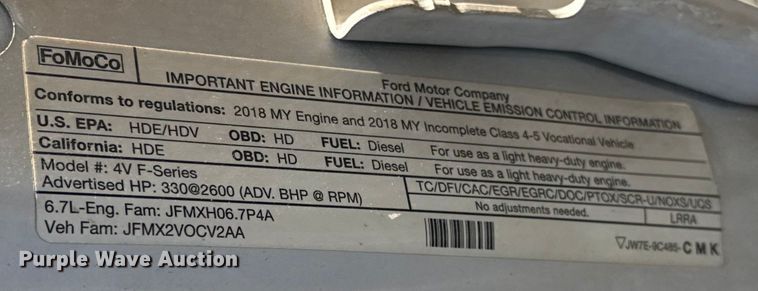 FoMoCo
Ford Motor Company
IMPORTANT ENGINE INFORMATION / VEHICLE EMISSION CONTROL INFORMATION
Conforms to regulations: 2018 MY Engine and 2018 MY Incomplete Class 4-5 Vocational Vehicle
U.S. EPA: HDE/HDV OBD: HD FUEL: Diesel For use as a light heavy-duty engine.
California: HDE OBD: HD FUEL: Diesel For use as a light heavy-duty engine.
Model #: 4V F-Series
Advertised HP: 330@2600 (ADV. BHP @ RPM)
TC/DFI/CAC/EGR/EGRC/DOC/PTOX/SCR-U/NOXS/UQS
No adjustments needed. LRRA
6.7L-Eng. Fam: JFMXH06.7P4A
Veh Fam: JFMX2VOCV2AA
JW7E-9C485-CMK
Purple Wave Auction